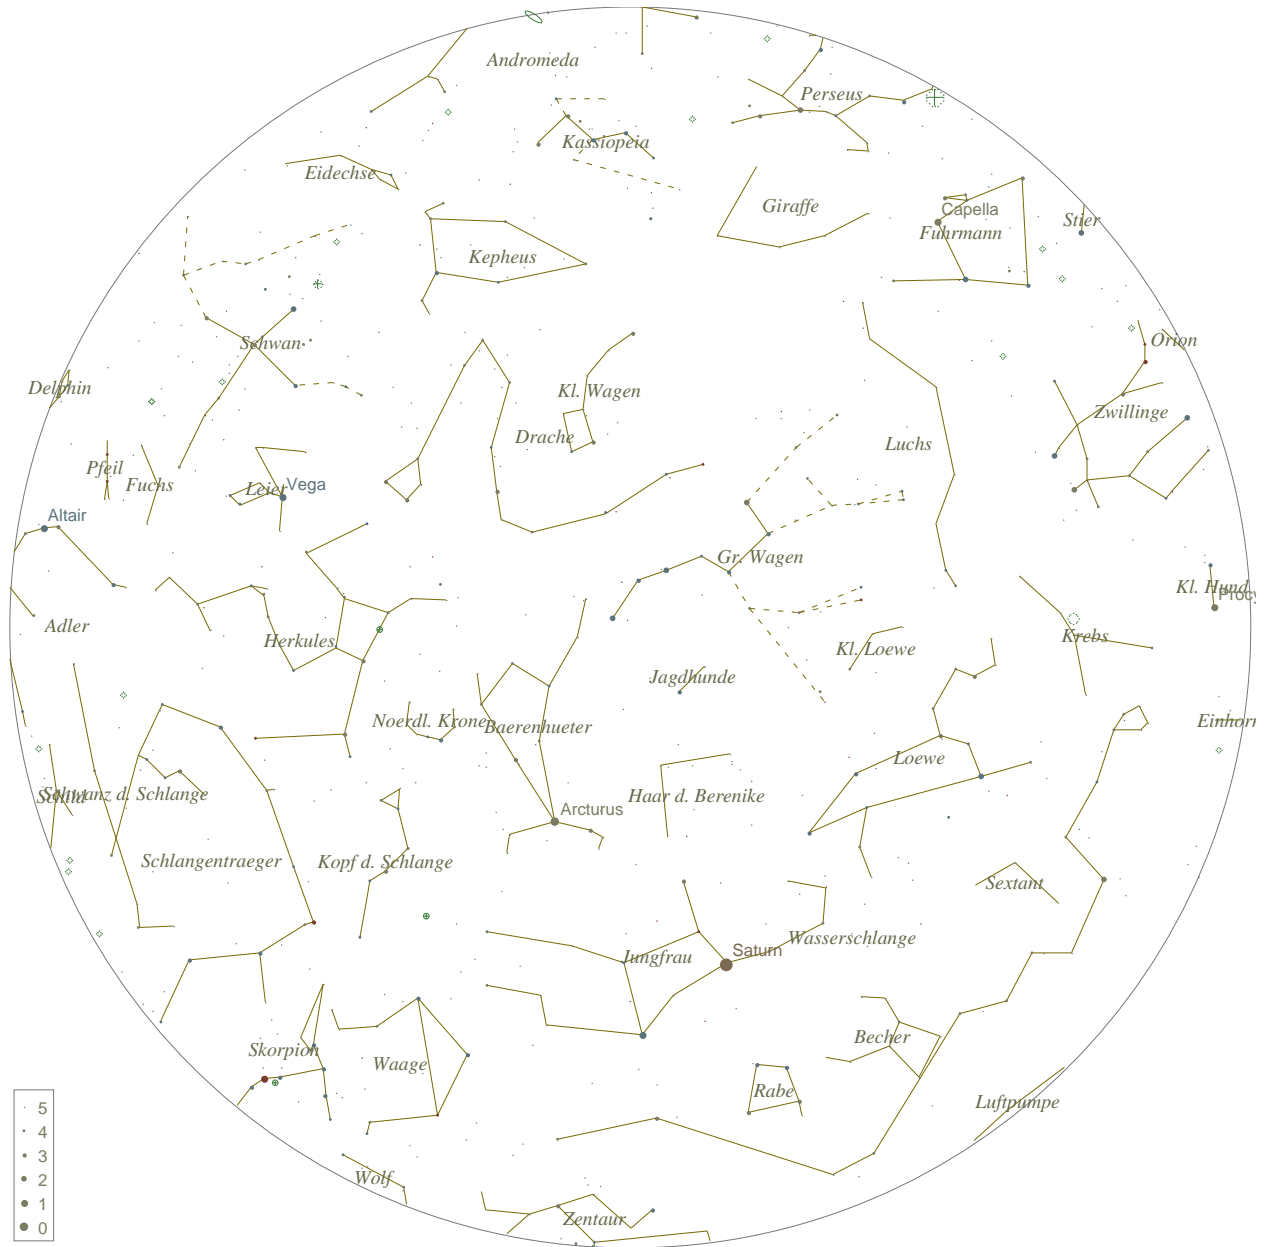 Andromeda
Perseus
Kassiopeia
Eidechse
Giraffe
Capella
Stier
Fuhrmann
Kepheus
Schwan
Orion
Delphin
Kl. Wagen
Zwillinge
Drache
Luchs
Pfeil
Fuchs
Leier
Vega
Altair
Gr. Wagen
Kl. Hund
Procy
Adler
Herkules
Krebs
Kl. Loewe
Jagdhunde
Noerdl. Krone
Baerenhueter
Einhorn
Loewe
Schwanz d. Schlange
Schild
Haar d. Berenike
Arcturus
Schlangentraeger
Kopf d. Schlange
Sextant
Wasserschlange
Jungfrau
Saturn
Becher
Skorpion
Waage
Rabe
Luftpumpe
5
4
3
2
1
0
Wolf
Zentaur